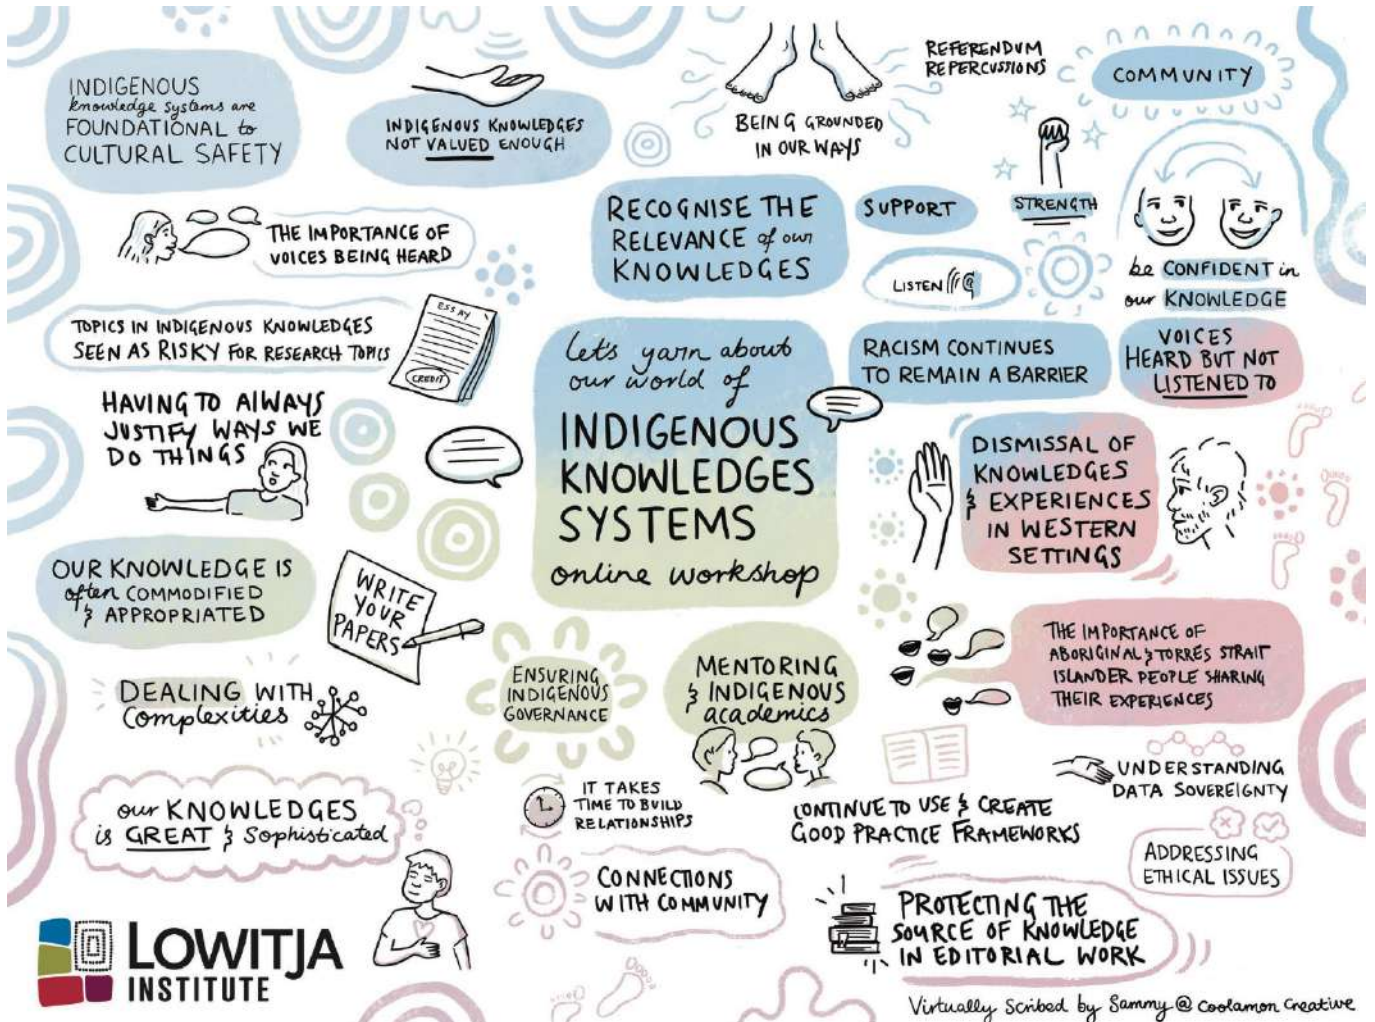 INDIGENOUS
knowledge systems are
FOUNDATIONAL to
CULTURAL SAFETY
INDIGENOUS KNOWLEDGES
NOT VALUED ENOUGH
BEING GROUNDED
IN OUR WAYS
REFERENDUM
REPERCUSSIONS
COMMUNITY
THE IMPORTANCE OF
VOICES BEING HEARD
RECOGNISE THE
RELEVANCE of our
KNOWLEDGES
SUPPORT
STRENGTH
LISTEN
be CONFIDENT in
our KNOWLEDGE
TOPICS IN INDIGENOUS KNOWLEDGES
SEEN AS RISKY FOR RESEARCH TOPICS
ESSAY
CREDIT
let's yarn about
our world of
INDIGENOUS
KNOWLEDGES
SYSTEMS
online workshop
RACISM CONTINUES
TO REMAIN A BARRIER
VOICES
HEARD BUT NOT
LISTENED TO
HAVING TO AlWAYS
JUSTIFY WAYS WE
DO THINGS
DISMISSAL OF
KNOWLEDGES
& EXPERIENCES
IN WESTERN
SETTINGS
OUR KNOWLEDGE IS
often COMMODIFIED
& APPROPRIATED
WRITE
YOUR
PAPERS
ENSURING
INDIGENOUS
GOVERNANCE
MENTORING
& INDIGENOUS
academics
THE IMPORTANCE OF
ABORIGINAL & TORRES STRAIT
ISLANDER PEOPLE SHARING
THEIR EXPERIENCES
DEALING WITH
Complexities
IT TAKES
TIME TO BUILD
RELATIONSHIPS
CONTINUE TO USE & CREATE
GOOD PRACTICE FRAMEWORKS
UNDERSTANDING
DATA SOVEREIGNTY
our KNOWLEDGES
is GREAT & Sophisticated
CONNECTIONS
WITH COMMUNITY
ADDRESSING
ETHICAL ISSUES
PROTECTING THE
SOURCE OF KNOWLEDGE
IN EDITORIAL WORK
LOWITJA
INSTITUTE
Virtually Scribed by Sammy @ Coolamon Creative